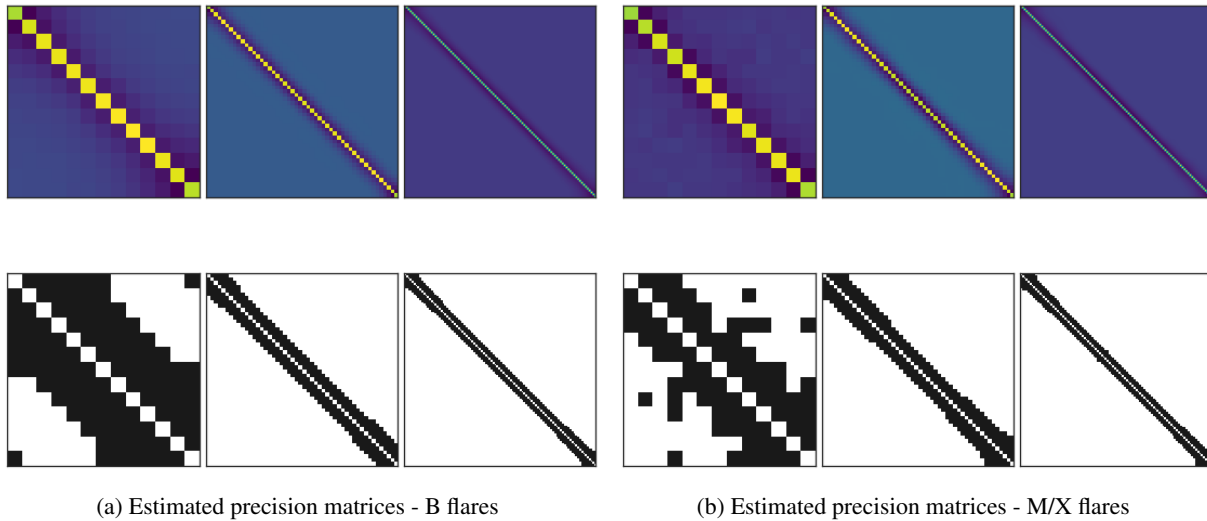 (a) Estimated precision matrices - B flares
(b) Estimated precision matrices - M/X flares